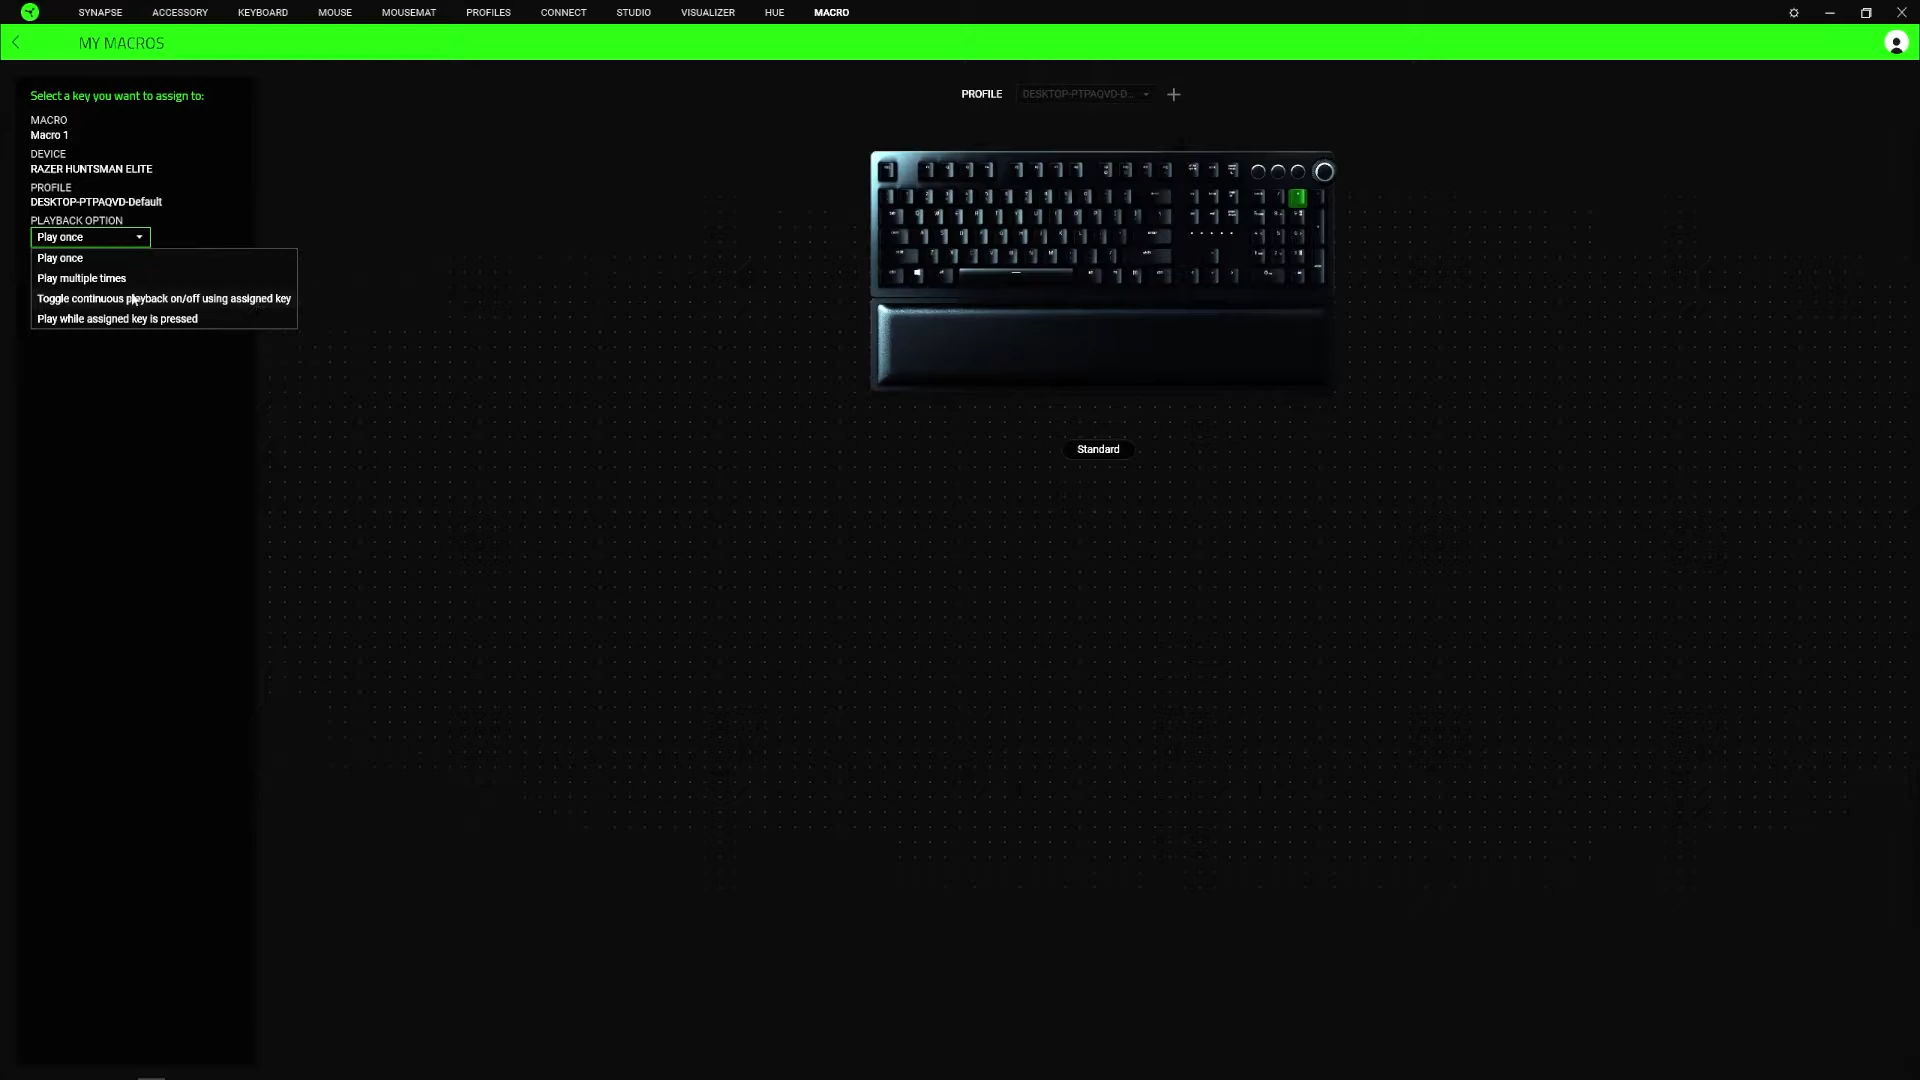 SYNAPSE ACCESSORY KEYBOARD MOUSE MOUSEMAT PROFILES CONNECT STUDIO VISUALIZER HUE MACRO
MY MACROS
Select a key you want to assign to:
MACRO
Macro 1
DEVICE
RAZER HUNTSMAN ELITE
PROFILE
DESKTOP-PTPAQVD-Default
PLAYBACK OPTION
Play once
Play once
Play multiple times
Toggle continuous playback on/off using assigned key
Play while assigned key is pressed
PROFILE DESKTOP-PTPAQVD-D...
Standard